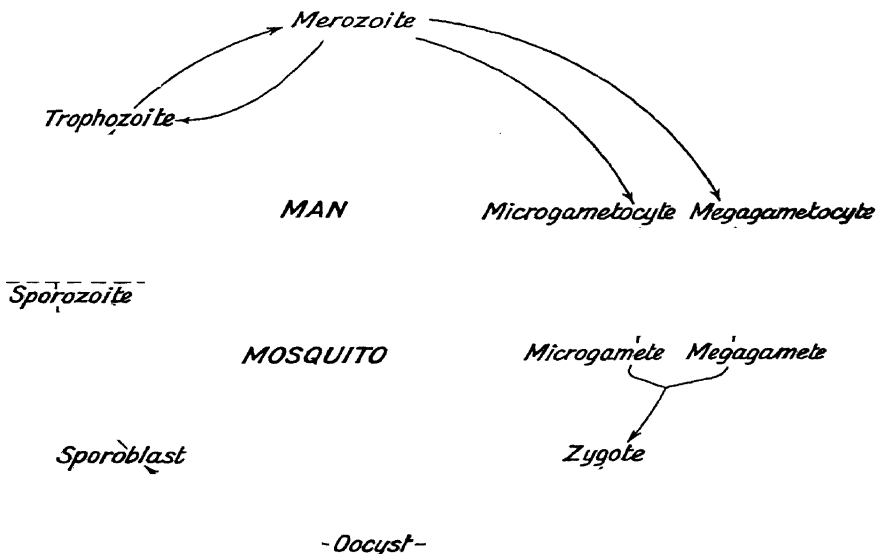 Merozoite
Trophozoite
MAN
Microgametocyte Megagametocyte
Sporozoite
MOSQUITO
Microgamete Megagamete
Sporoblast
Zygote
-Oocyst-